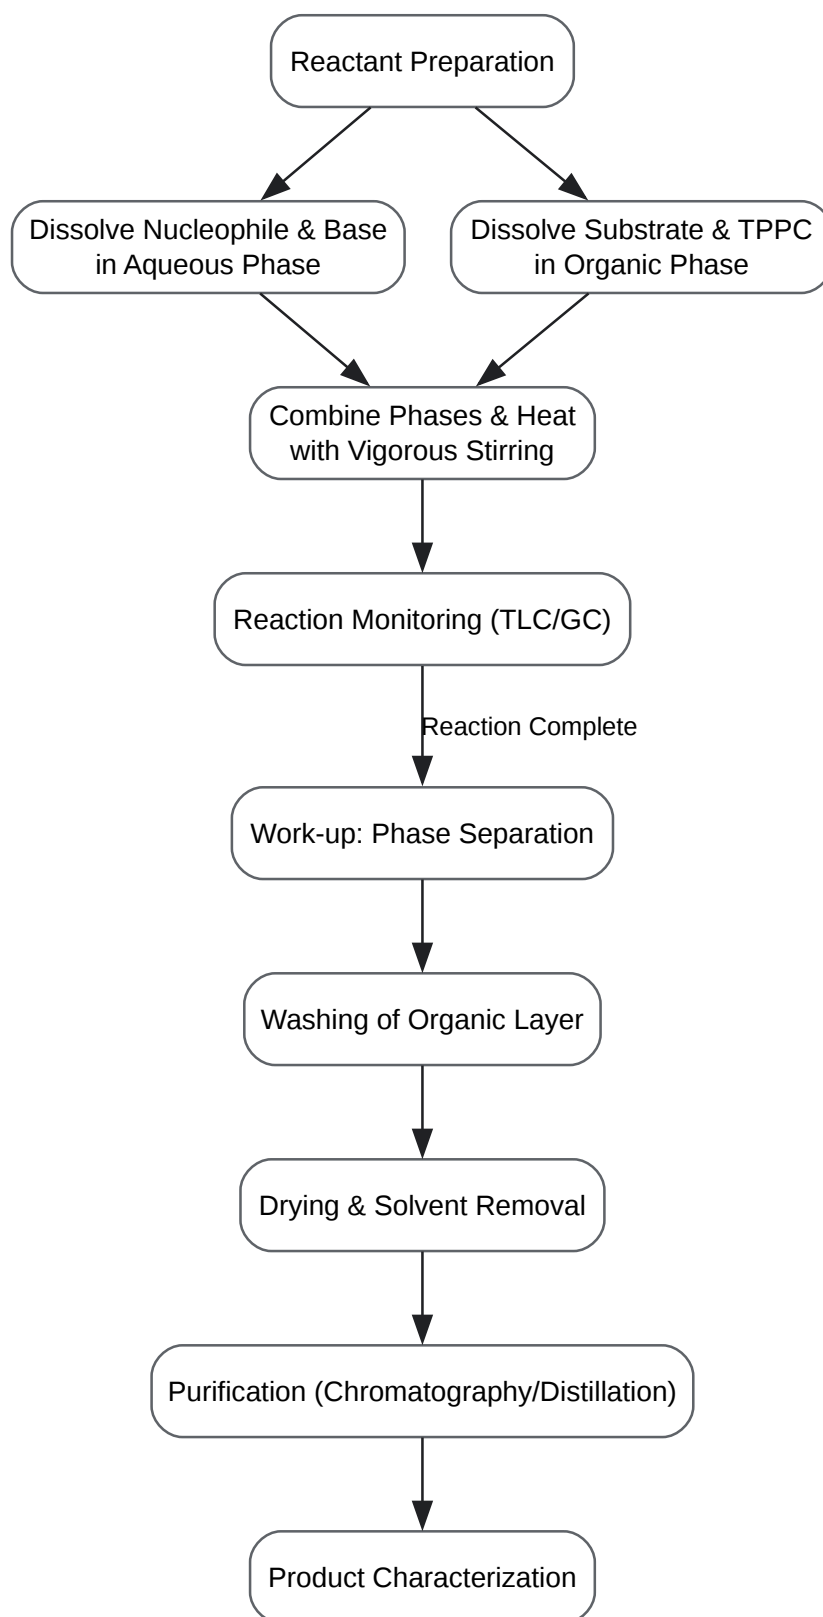 Reactant Preparation
Dissolve Nucleophile & Base
in Aqueous Phase
Dissolve Substrate & TPPC
in Organic Phase
Combine Phases & Heat
with Vigorous Stirring
Reaction Monitoring (TLC/GC)
Reaction Complete
Work-up: Phase Separation
Washing of Organic Layer
Drying & Solvent Removal
Purification (Chromatography/Distillation)
Product Characterization